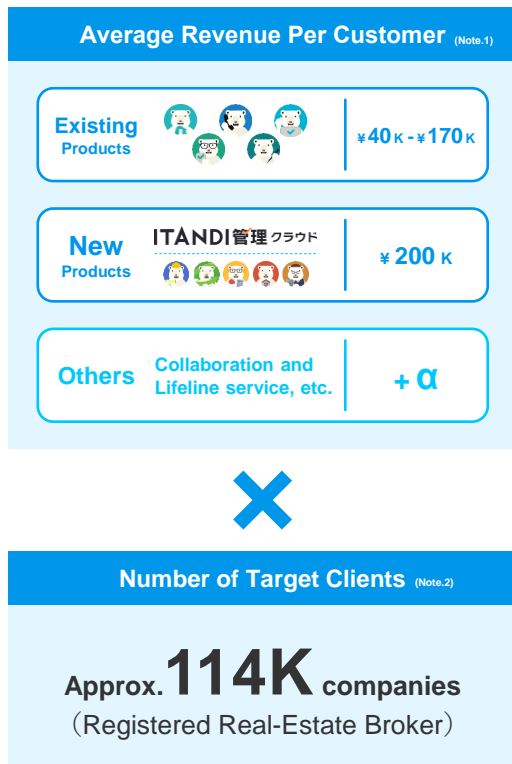 Average Revenue Per Customer (Note.1)
Existing
Products
¥40K-¥170K
New
Products
ITANDI管理クラウド
¥ 200 K
Others
Collaboration and
Lifeline service, etc.
+ α
Number of Target Clients (Note.2)
Approx.114K companies
（Registered Real-Estate Broker）